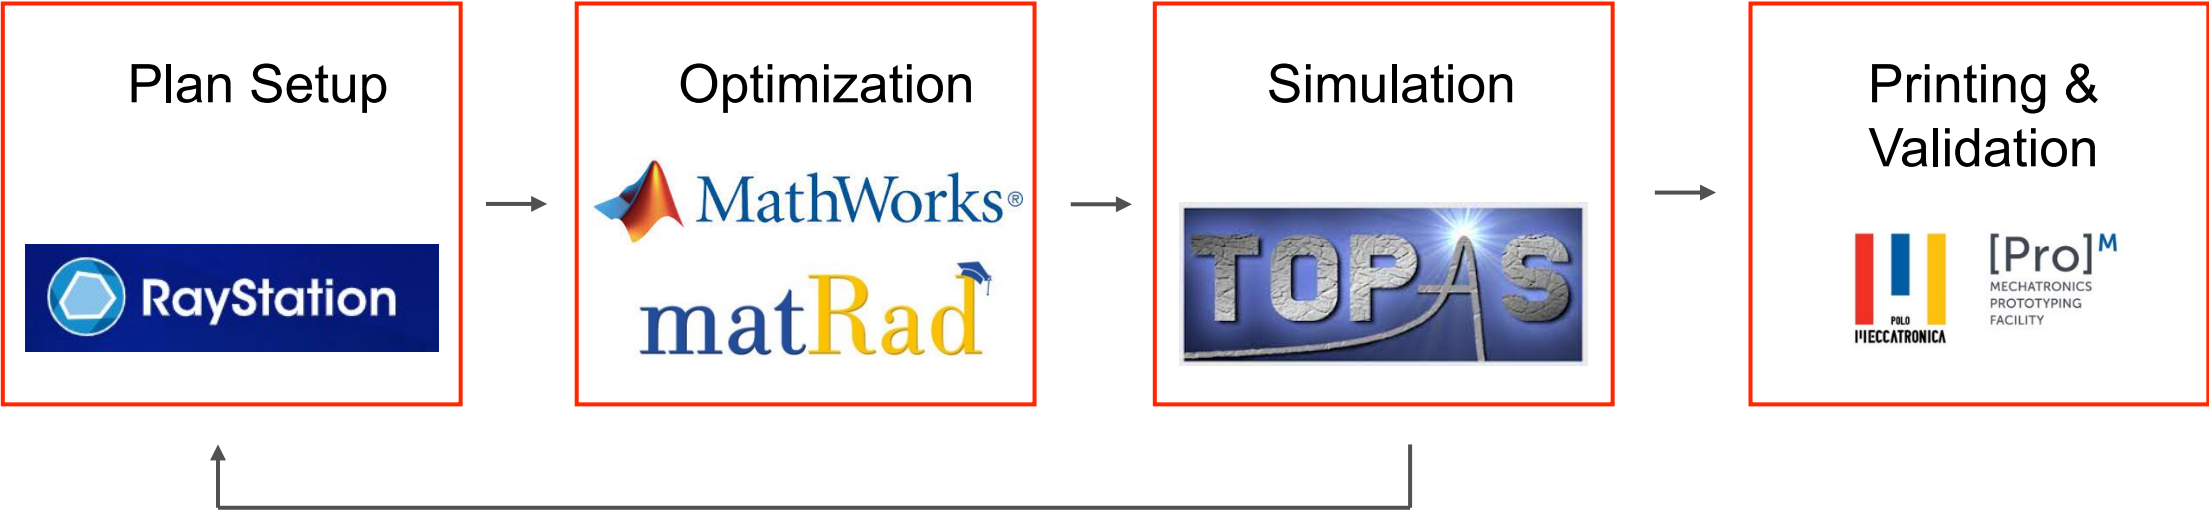 Plan Setup
RayStation
Optimization
MathWorks®
matRad
Simulation
TOPAS
Printing &
Validation
POLO
MECCATRONICA
[Pro]M
MECHATRONICS
PROTOTYPING
FACILITY